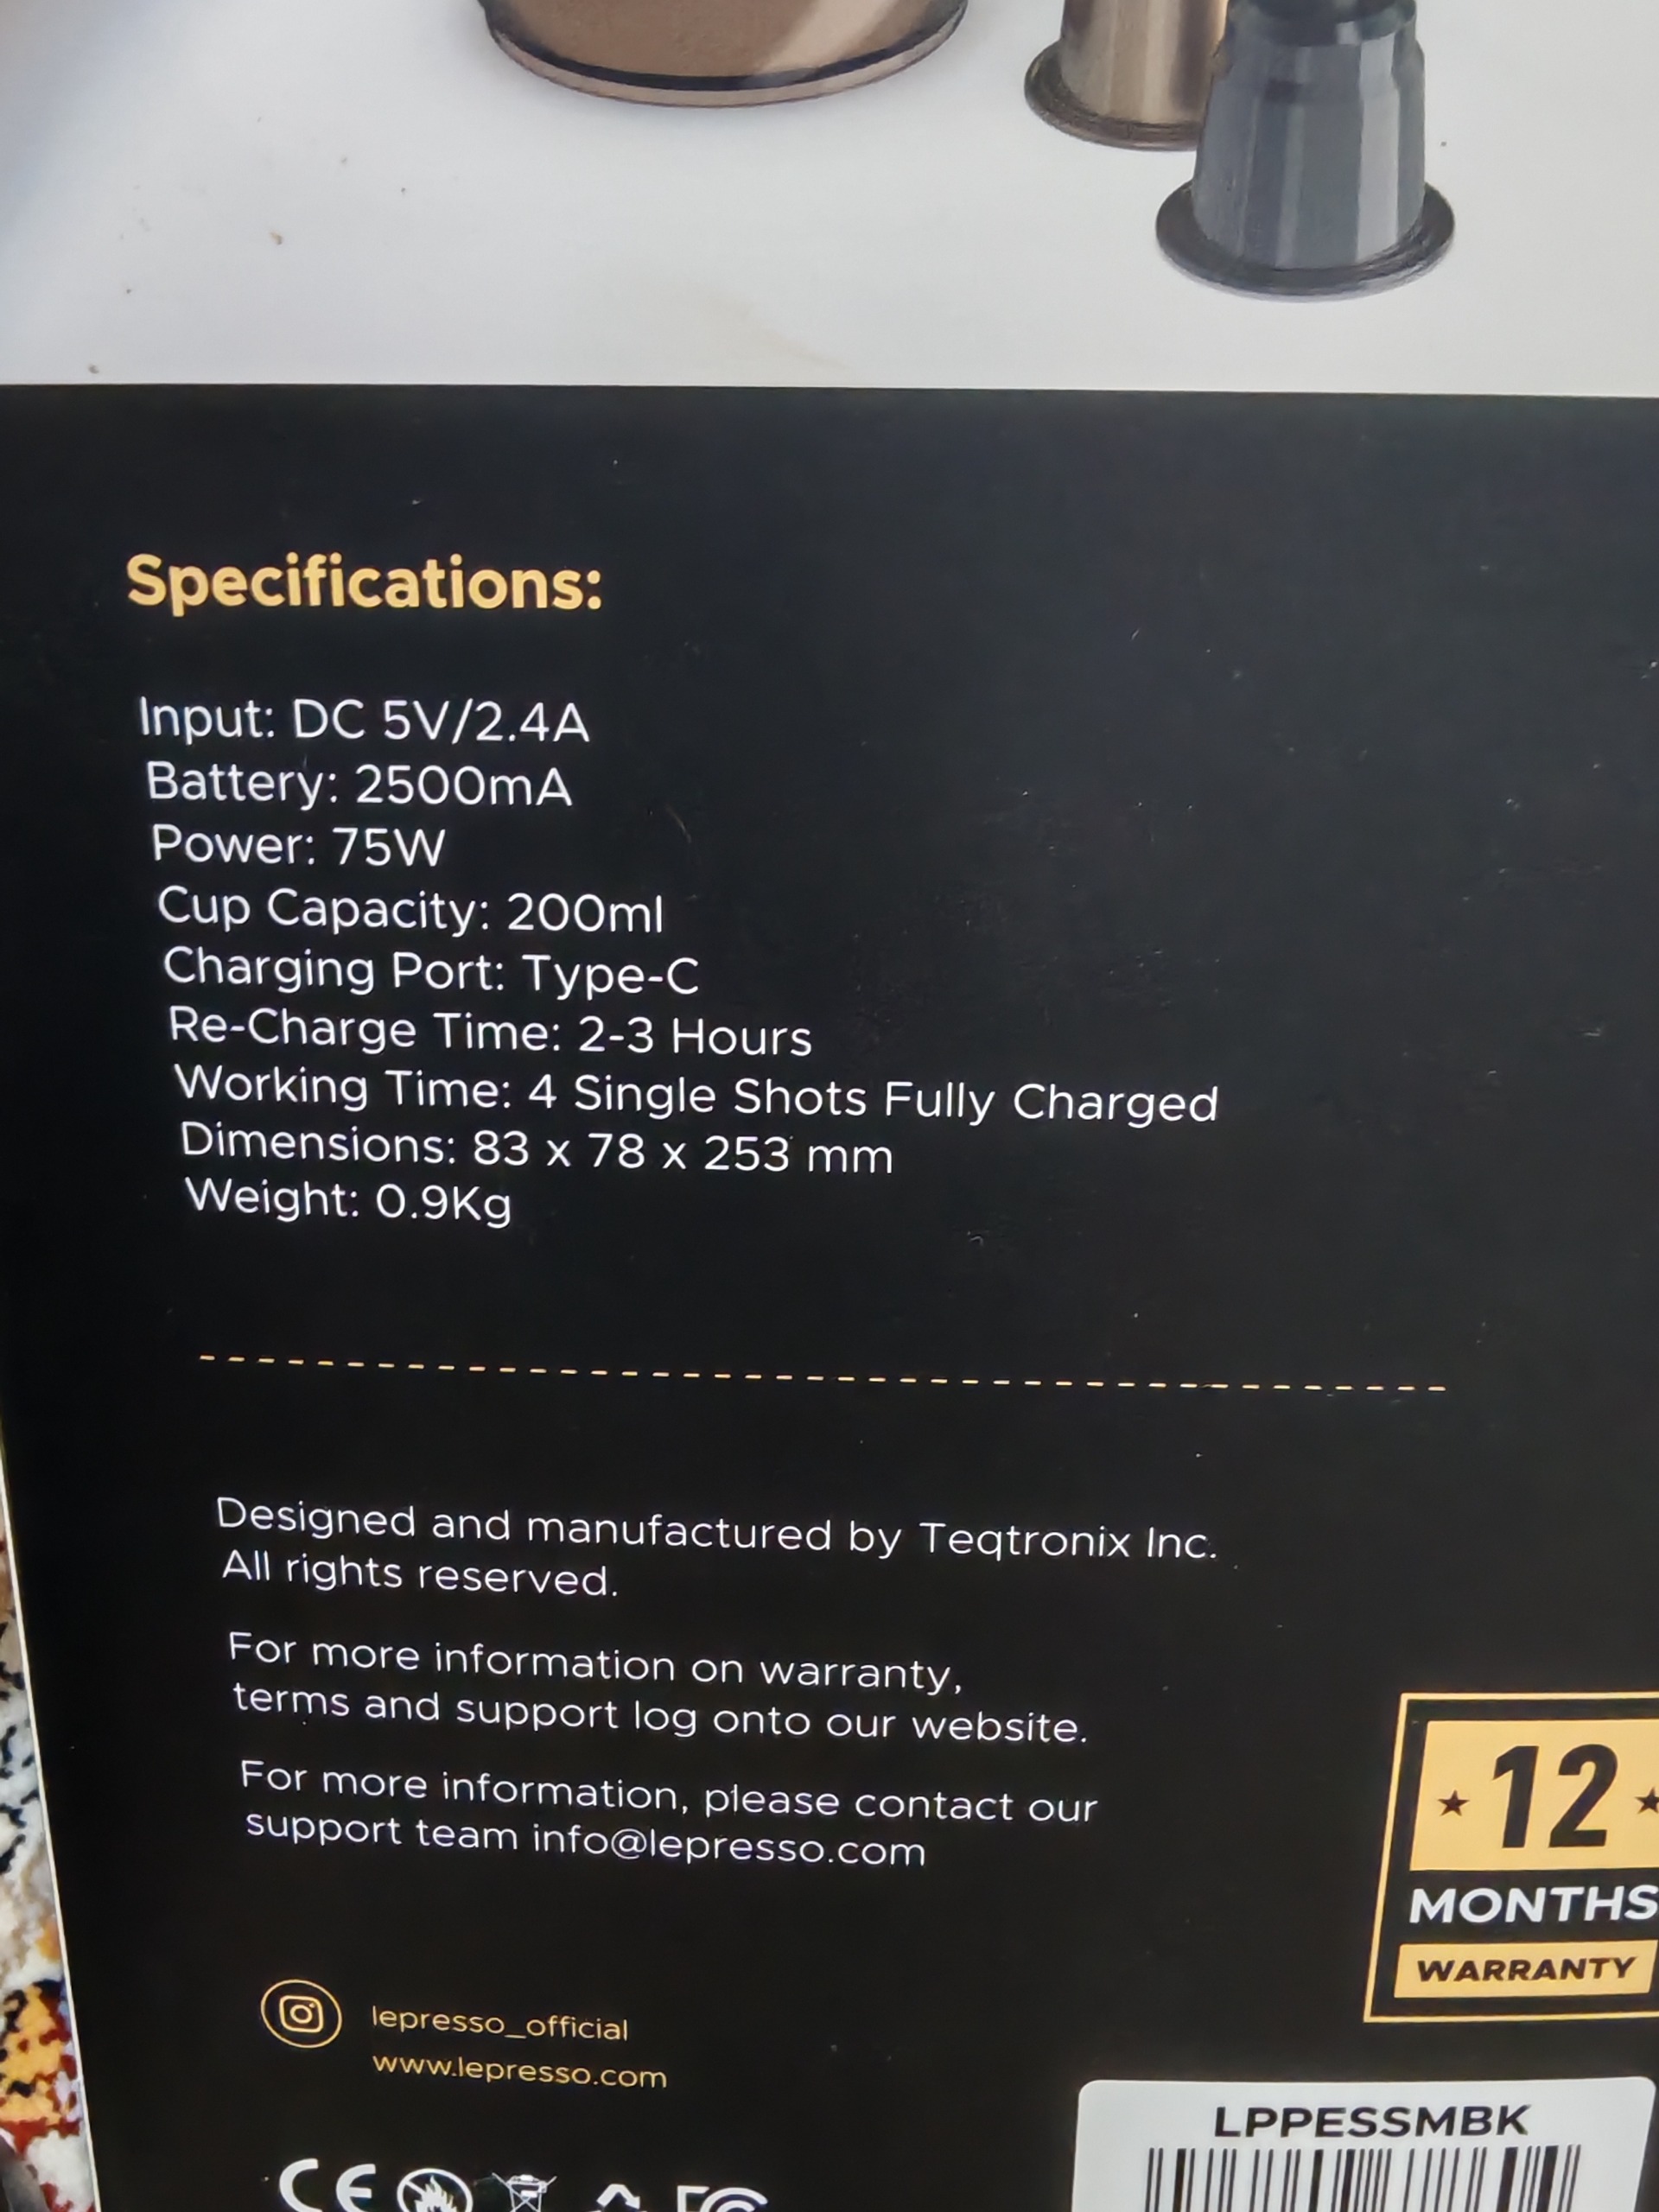 Specifications:
Input: DC 5V/2.4A
Battery: 2500mA
Power: 75W
Cup Capacity: 200ml
Charging Port: Type-C
Re-Charge Time: 2-3 Hours
Working Time: 4 Single Shots Fully Charged
Dimensions: 83 x 78 x 253 mm
Weight: 0.9Kg
Designed and manufactured by Teqtronix Inc.
All rights reserved.
For more information on warranty,
terms and support log onto our website.
For more information, please contact our
support team info@lepresso.com
12
MONTHS
WARRANTY
lepresso_official
www.lepresso.com
LPPESSMBK
CE